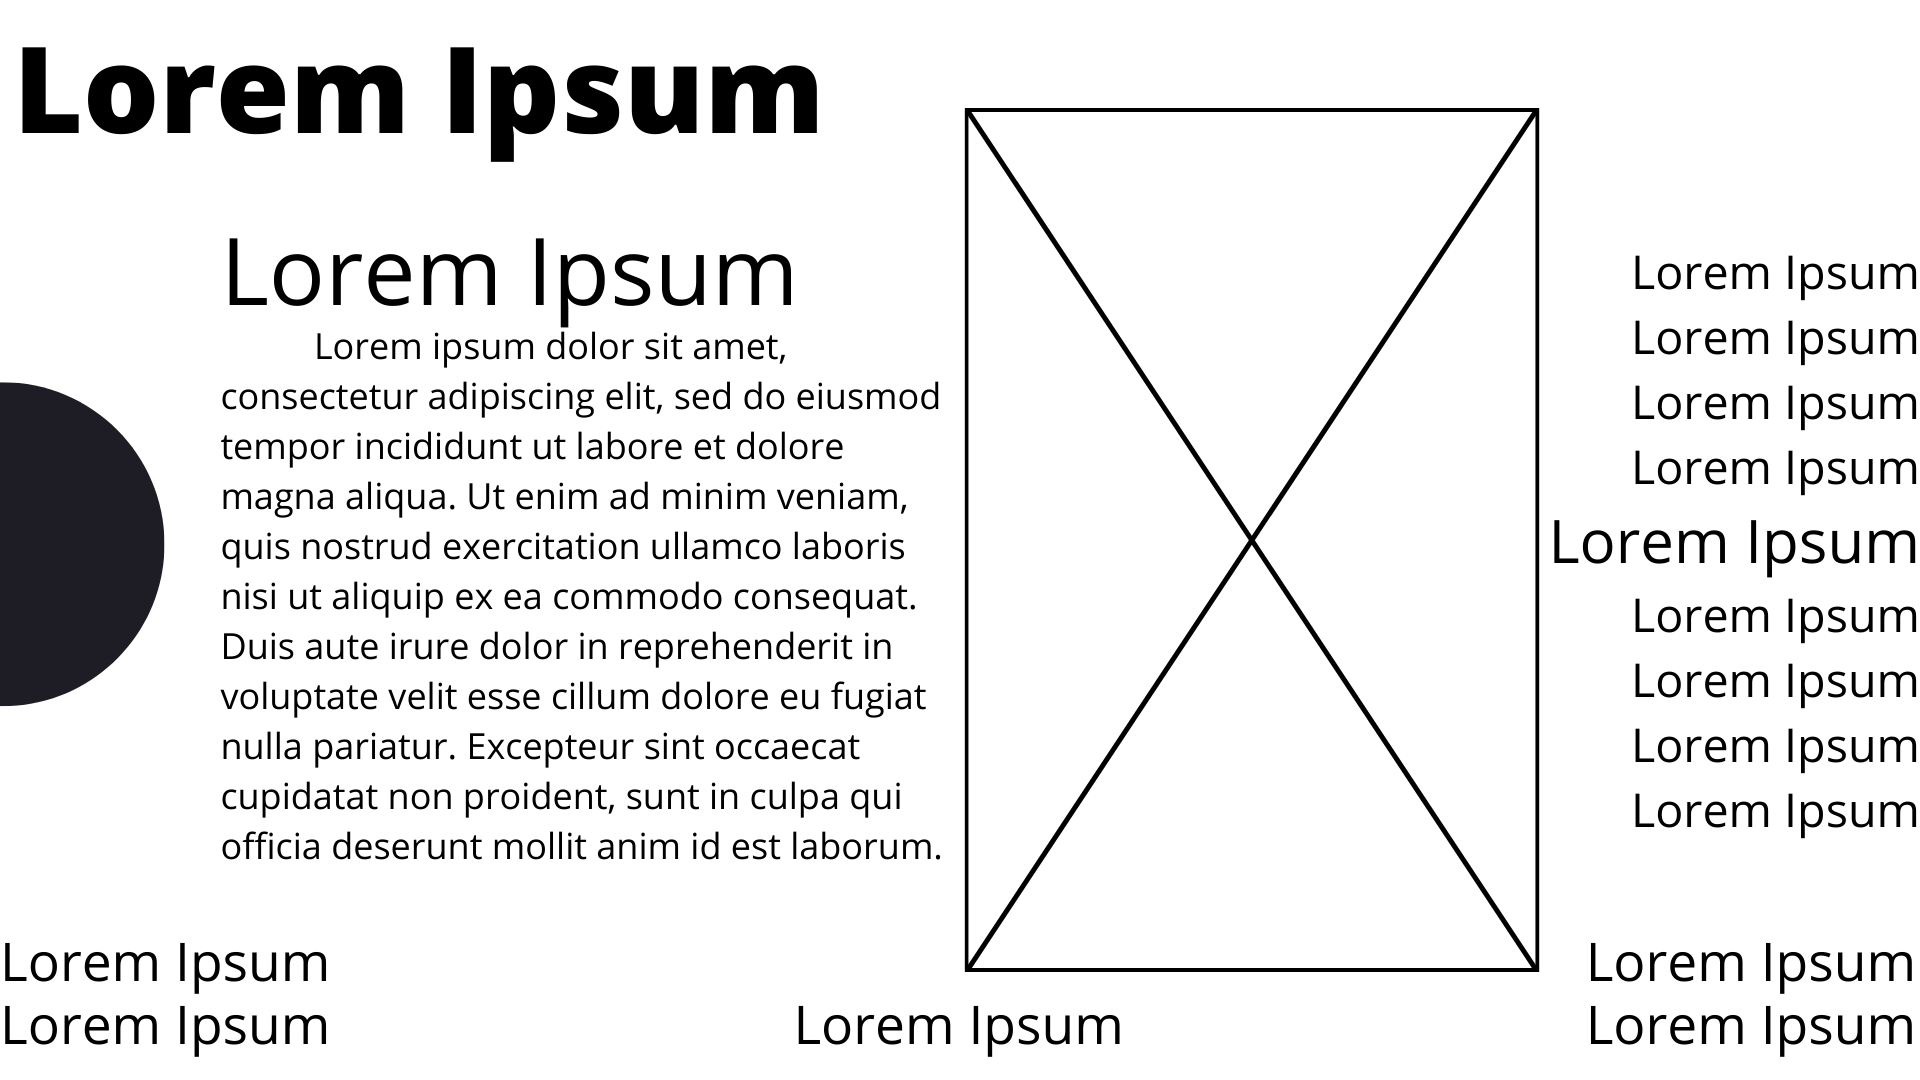 Lorem Ipsum
Lorem Ipsum
Lorem ipsum dolor sit amet,
consectetur adipiscing elit, sed do eiusmod
tempor incididunt ut labore et dolore
magna aliqua. Ut enim ad minim veniam,
quis nostrud exercitation ullamco laboris
nisi ut aliquip ex ea commodo consequat.
Duis aute irure dolor in reprehenderit in
voluptate velit esse cillum dolore eu fugiat
nulla pariatur. Excepteur sint occaecat
cupidatat non proident, sunt in culpa qui
officia deserunt mollit anim id est laborum.
Lorem Ipsum
Lorem Ipsum
Lorem Ipsum
Lorem Ipsum
Lorem Ipsum
Lorem Ipsum
Lorem Ipsum
Lorem Ipsum
Lorem Ipsum
Lorem Ipsum
Lorem Ipsum
Lorem Ipsum
Lorem Ipsum
Lorem Ipsum